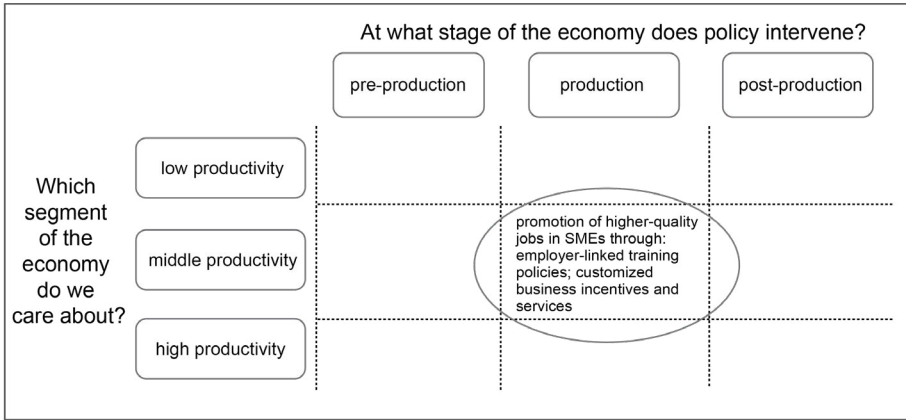 At what stage of the economy does policy intervene?
pre-production
production
post-production
Which
segment
of the
economy
do we
care about?
low productivity
middle productivity
high productivity
promotion of higher-quality
jobs in SMEs through:
employer-linked training
policies; customized
business incentives and
services